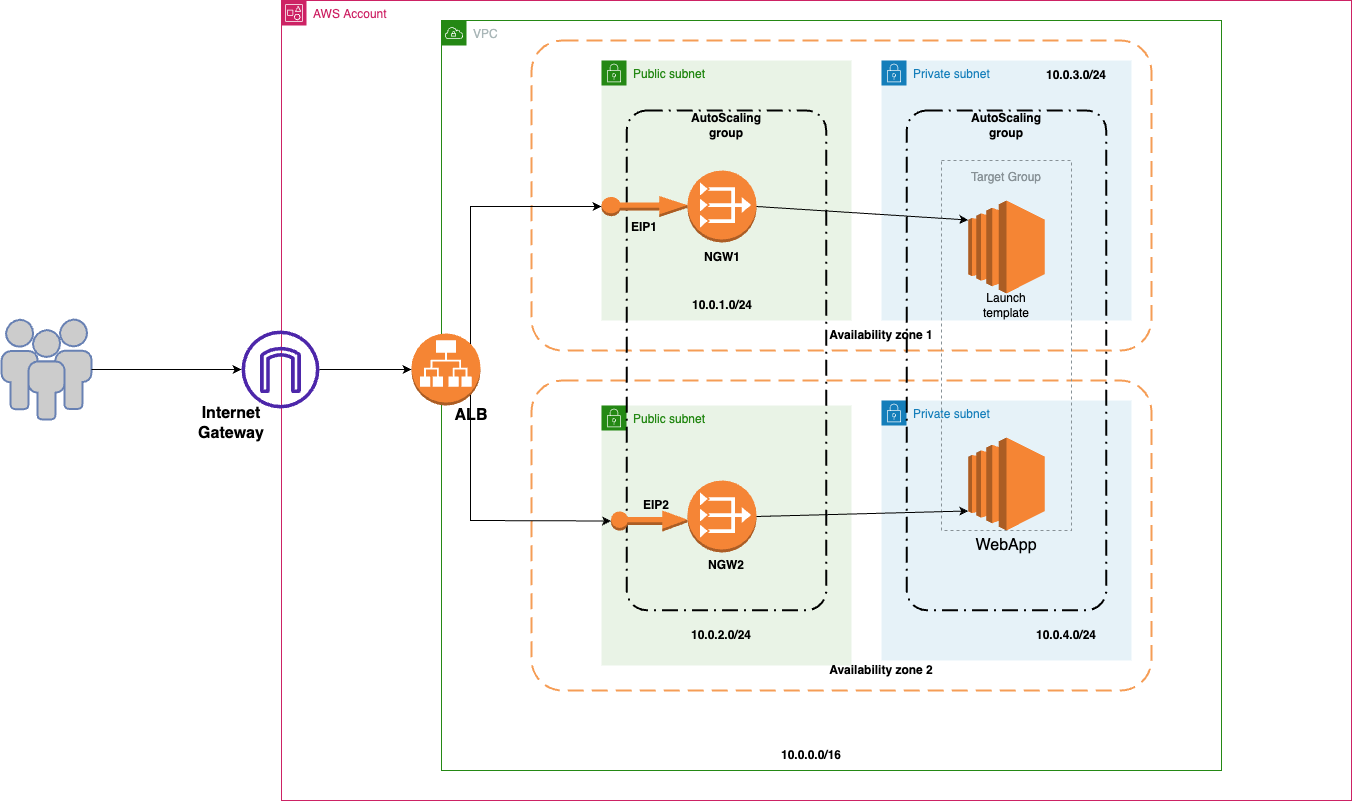 AWS Account
VPC
Public subnet
Private subnet
10.0.3.0/24
AutoScaling
group
AutoScaling
group
Target Group
EIP1
NGW1
10.0.1.0/24
Launch
template
Availability zone 1
Internet
Gateway
ALB
Public subnet
Private subnet
EIP2
NGW2
WebApp
10.0.2.0/24
10.0.4.0/24
Availability zone 2
10.0.0.0/16